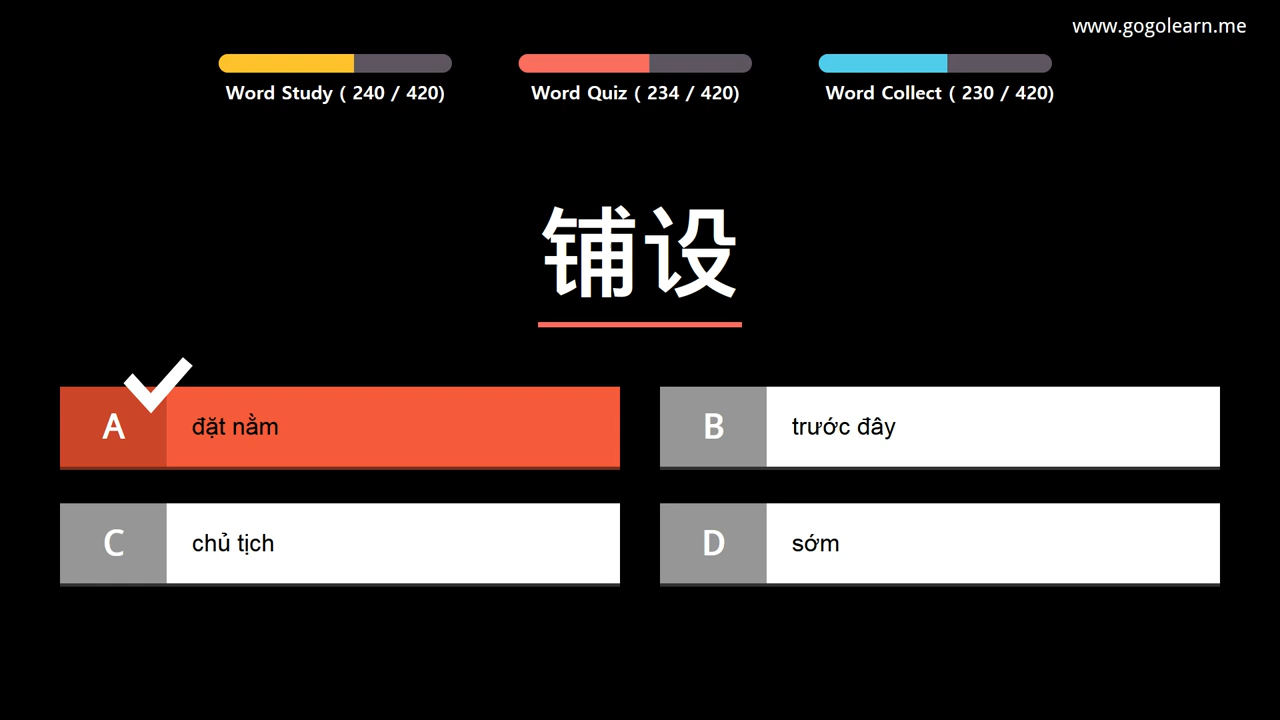 www.gogolearn.me
Word Study ( 240 / 420)
Word Quiz ( 234 / 420)
Word Collect ( 230 / 420)
铺设
A đặt nằm
B trước đây
C chủ tịch
D sớm